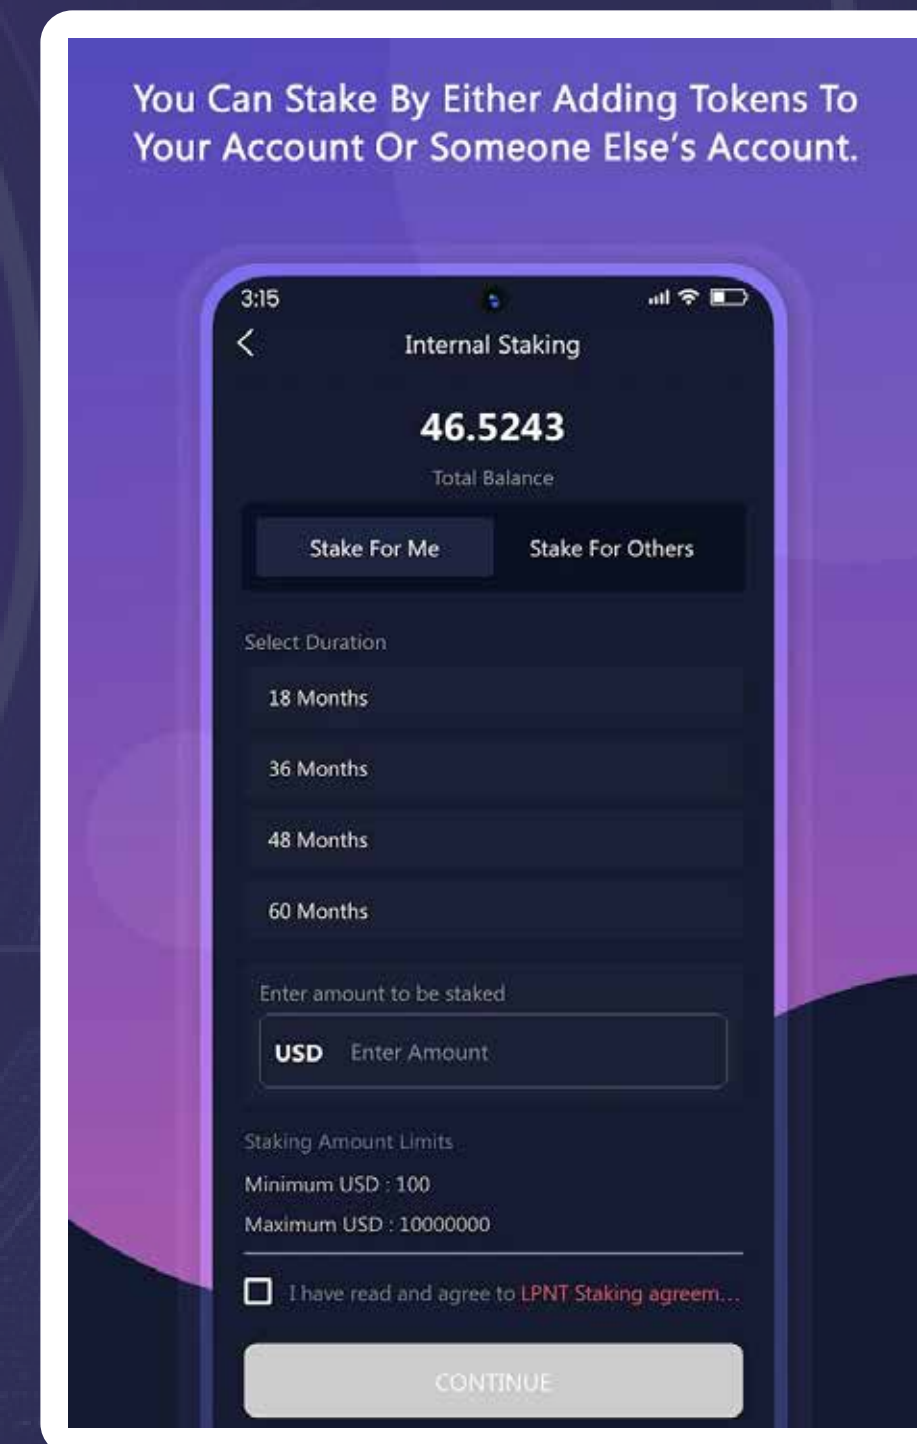 You Can Stake By Either Adding Tokens To
Your Account Or Someone Else's Account.
3:15
Internal Staking
46.5243
Total Balance
Stake For Me Stake For Others
Select Duration
18 Months
36 Months
48 Months
60 Months
Enter amount to be staked
USD Enter Amount
Staking Amount Limits
Minimum USD : 100
Maximum USD : 10000000
I have read and agree to LPNT Staking agreem...
CONTINUE